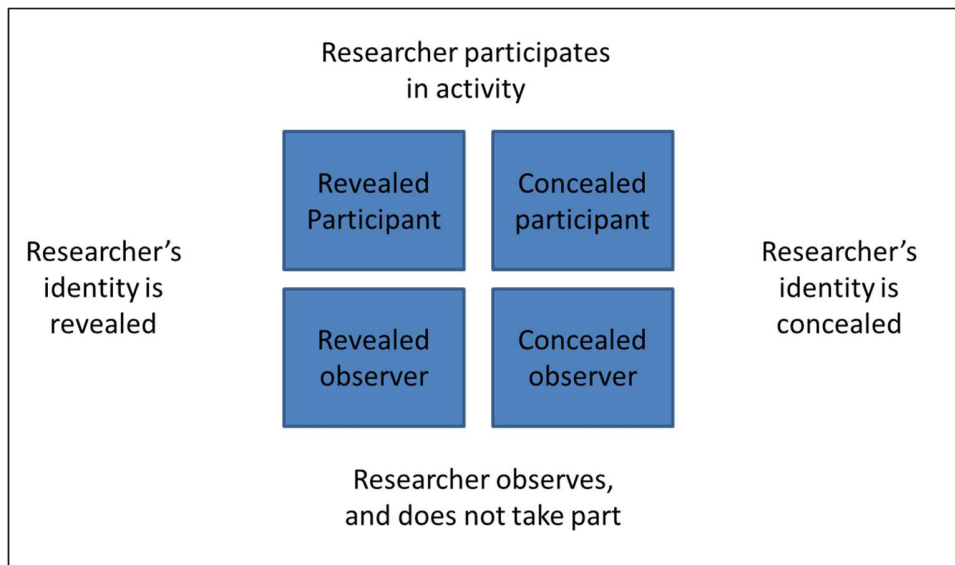 Researcher participates
in activity
Revealed
Participant
Concealed
participant
Researcher's
identity is
revealed
Researcher’s
identity is
concealed
Revealed
observer
Concealed
observer
Researcher observes,
and does not take part